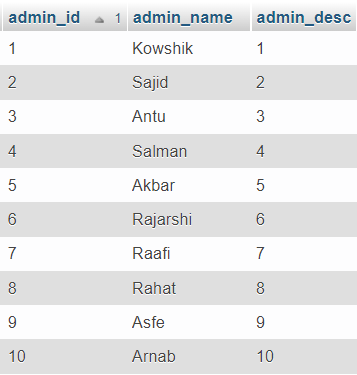 admin_id 1 admin_name admin_desc
1 Kowshik 1
2 Sajid 2
3 Antu 3
4 Salman 4
5 Akbar 5
6 Rajarshi 6
7 Raafi 7
8 Rahat 8
9 Asfe 9
10 Arnab 10